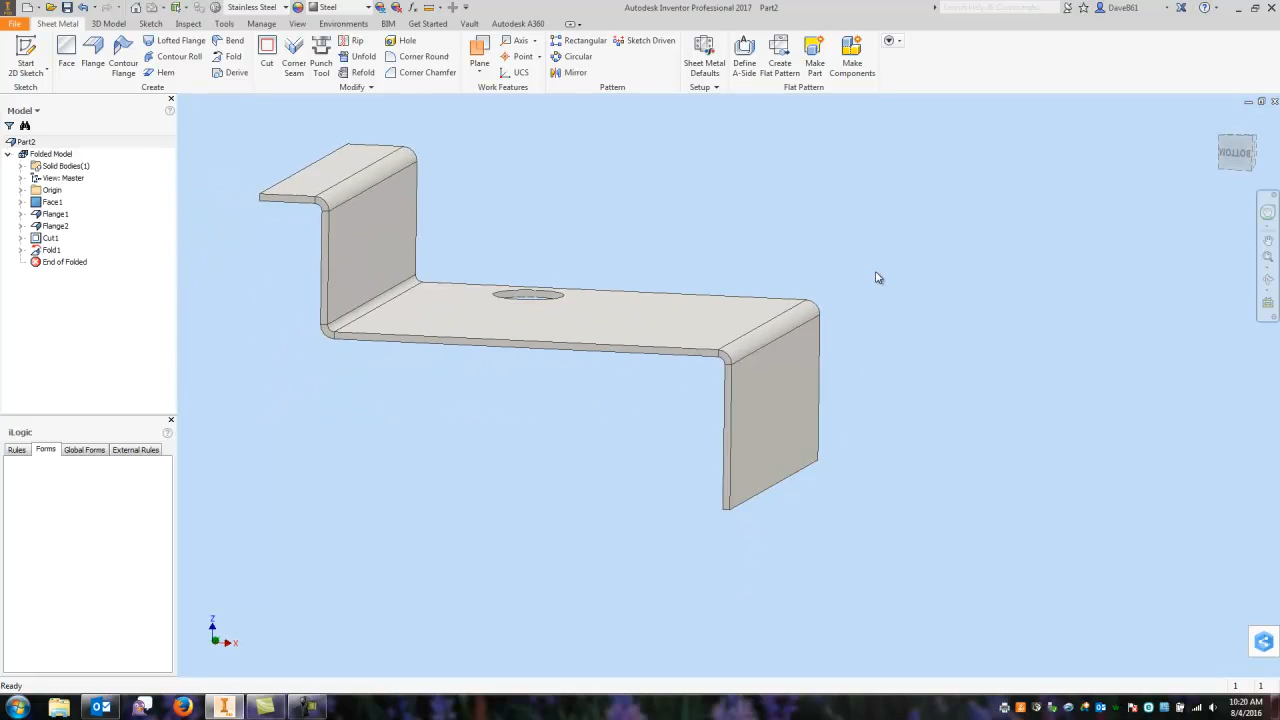 Stainless Steel
Steel
Autodesk Inventor Professional 2017 Part2
DaveB61
File
Sheet Metal
3D Model
Sketch
Inspect
Tools
Manage
View
Environments
BIM
Get Started
Vault
Autodesk A360
Start
2D Sketch
Face
Flange
Contour
Flange
Lofted Flange
Contour Roll
Hem
Bend
Fold
Derive
Cut
Corner
Seam
Punch
Tool
Rip
Unfold
Refold
Hole
Corner Round
Corner Chamfer
Plane
Axis
Point
UCS
Rectangular
Circular
Mirror
Sketch Driven
Sheet Metal
Defaults
Define
A-Side
Create
Flat Pattern
Make
Part
Make
Components
Sketch
Create
Modify
Work Features
Pattern
Setup
Flat Pattern
Model
Part2
Folded Model
Solid Bodies(1)
View: Master
Origin
Face1
Flange1
Flange2
Cut1
Fold1
End of Folded
BOTTOM
iLogic
Rules
Forms
Global Forms
External Rules
Z
X
Ready
1
1
10:20 AM
8/4/2016